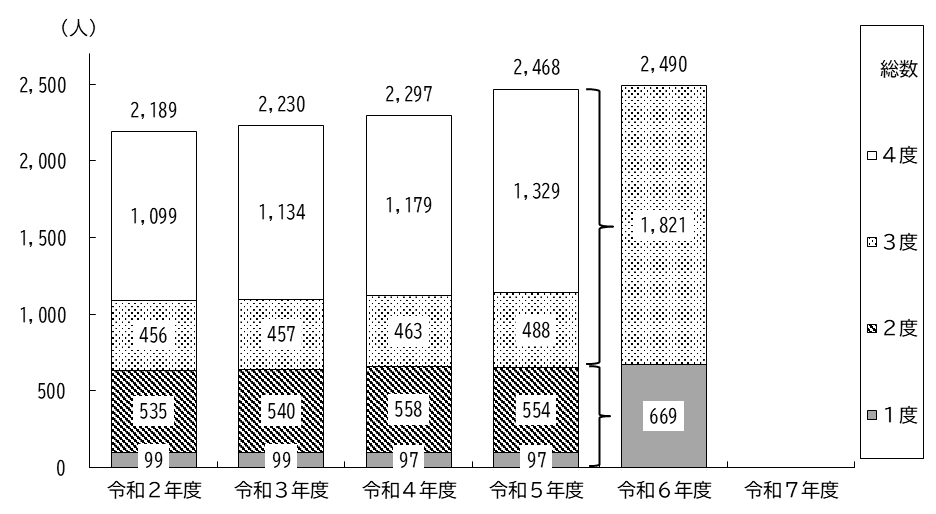 （人）
2,500
2,000
1,500
1,000
500
0
2,189
2,230
2,297
2,468
2,490
1,099
1,134
1,179
1,329
1,821
456
457
463
488
535
540
558
554
669
99
99
97
97
令和２年度
令和３年度
令和４年度
令和５年度
令和６年度
令和７年度
総数
４度
３度
２度
１度